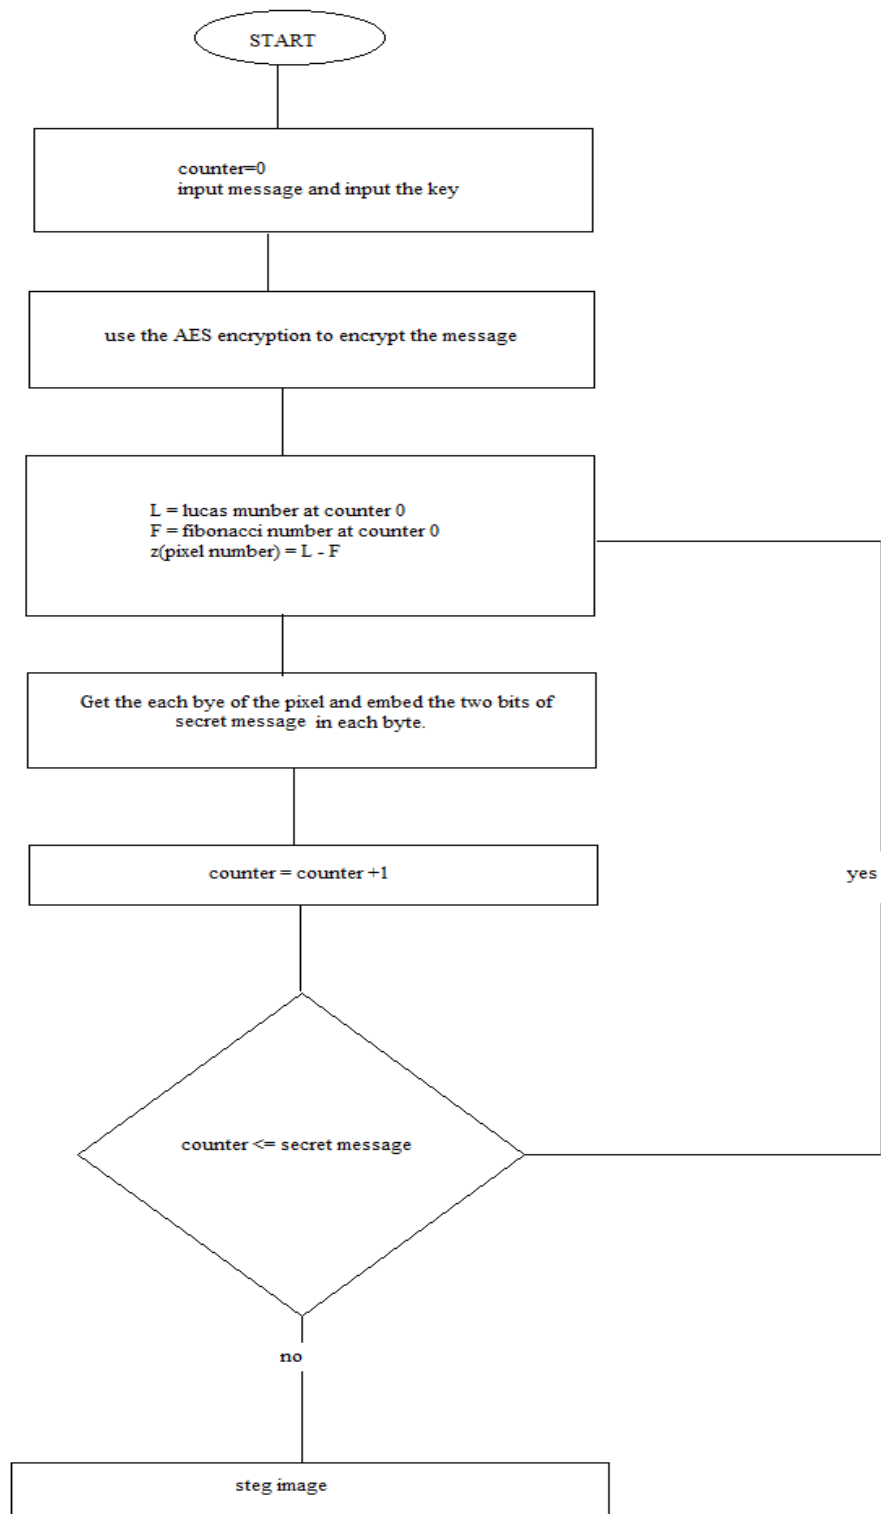 START
counter=0
input message and input the key
use the AES encryption to encrypt the message
L = lucas munber at counter 0
F = fibonacci number at counter 0
z(pixel number) = L - F
Get the each bye of the pixel and embed the two bits of
secret message in each byte.
counter = counter +1
yes
counter <= secret message
no
steg image